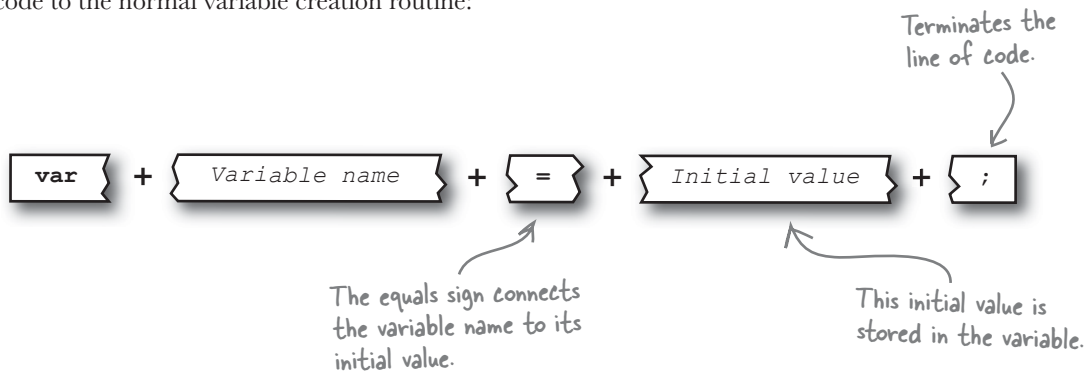 code to the normal variable creation routine:
Terminates the
line of code.
var + Variable name + = + Initial value + ;
The equals sign connects
the variable name to its
initial value.
This initial value is
stored in the variable.